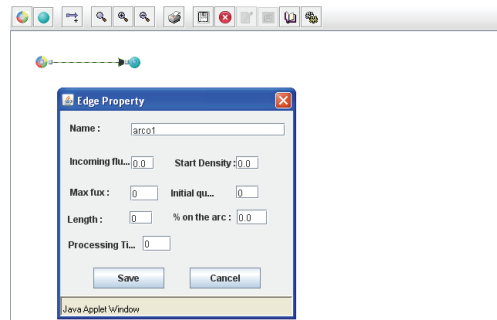 Edge Property
Name :
arco1
Incoming flu... 0.0 Start Density : 0.0
Max fux : 0 Initial qu... 0
Length : 0 % on the arc : 0.0
Processing Ti... 0
Save Cancel
Java Applet Window